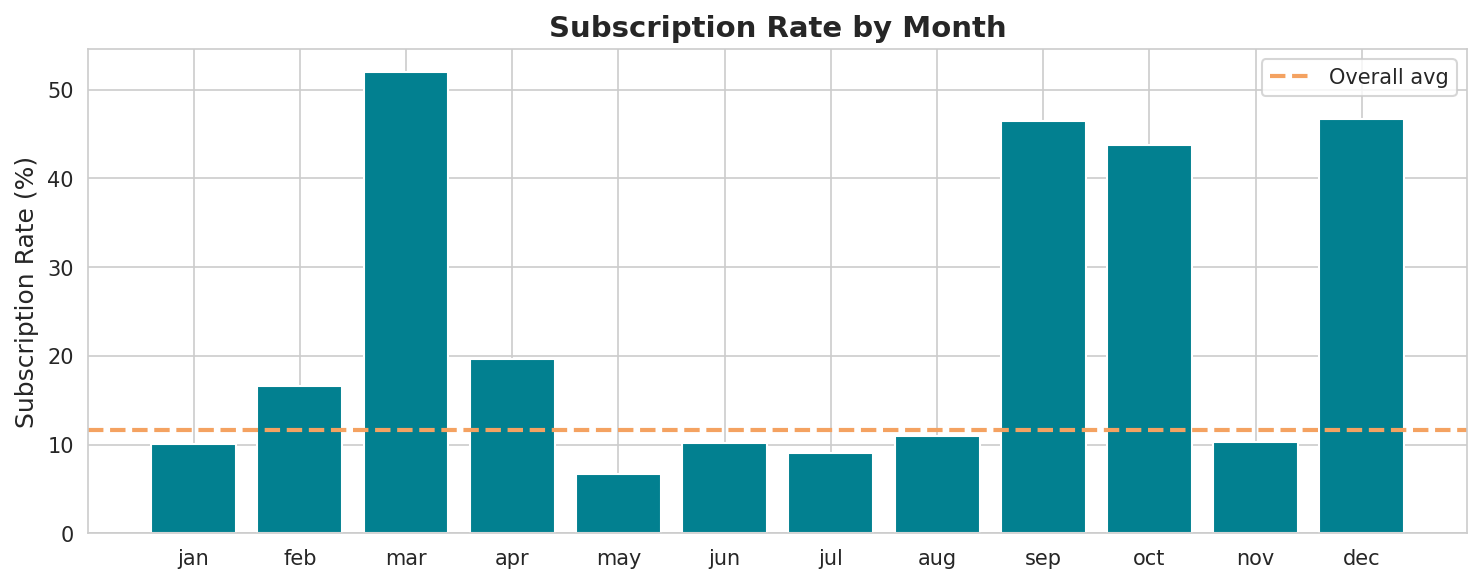 Subscription Rate by Month
Overall avg
Subscription Rate (%)
50
40
30
20
10
0
jan feb mar apr may jun jul aug sep oct nov dec